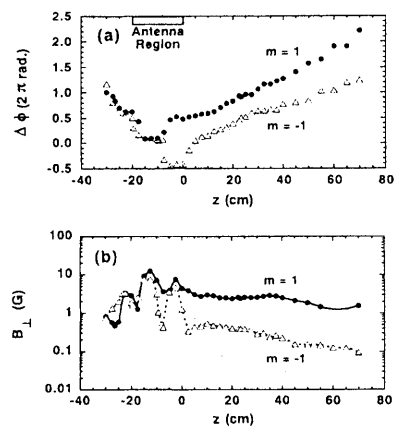 2.5
2.0
1.5
1.0
0.5
0.0
-0.5
Δ ϕ (2 π rad.)
(a)
Antenna
Region
m = 1
m = -1
-40 -20 0 20 40 60 80
z (cm)
100
10
1
0.1
0.01
B⊥ (G)
(b)
m = 1
m = -1
-40 -20 0 20 40 60 80
z (cm)